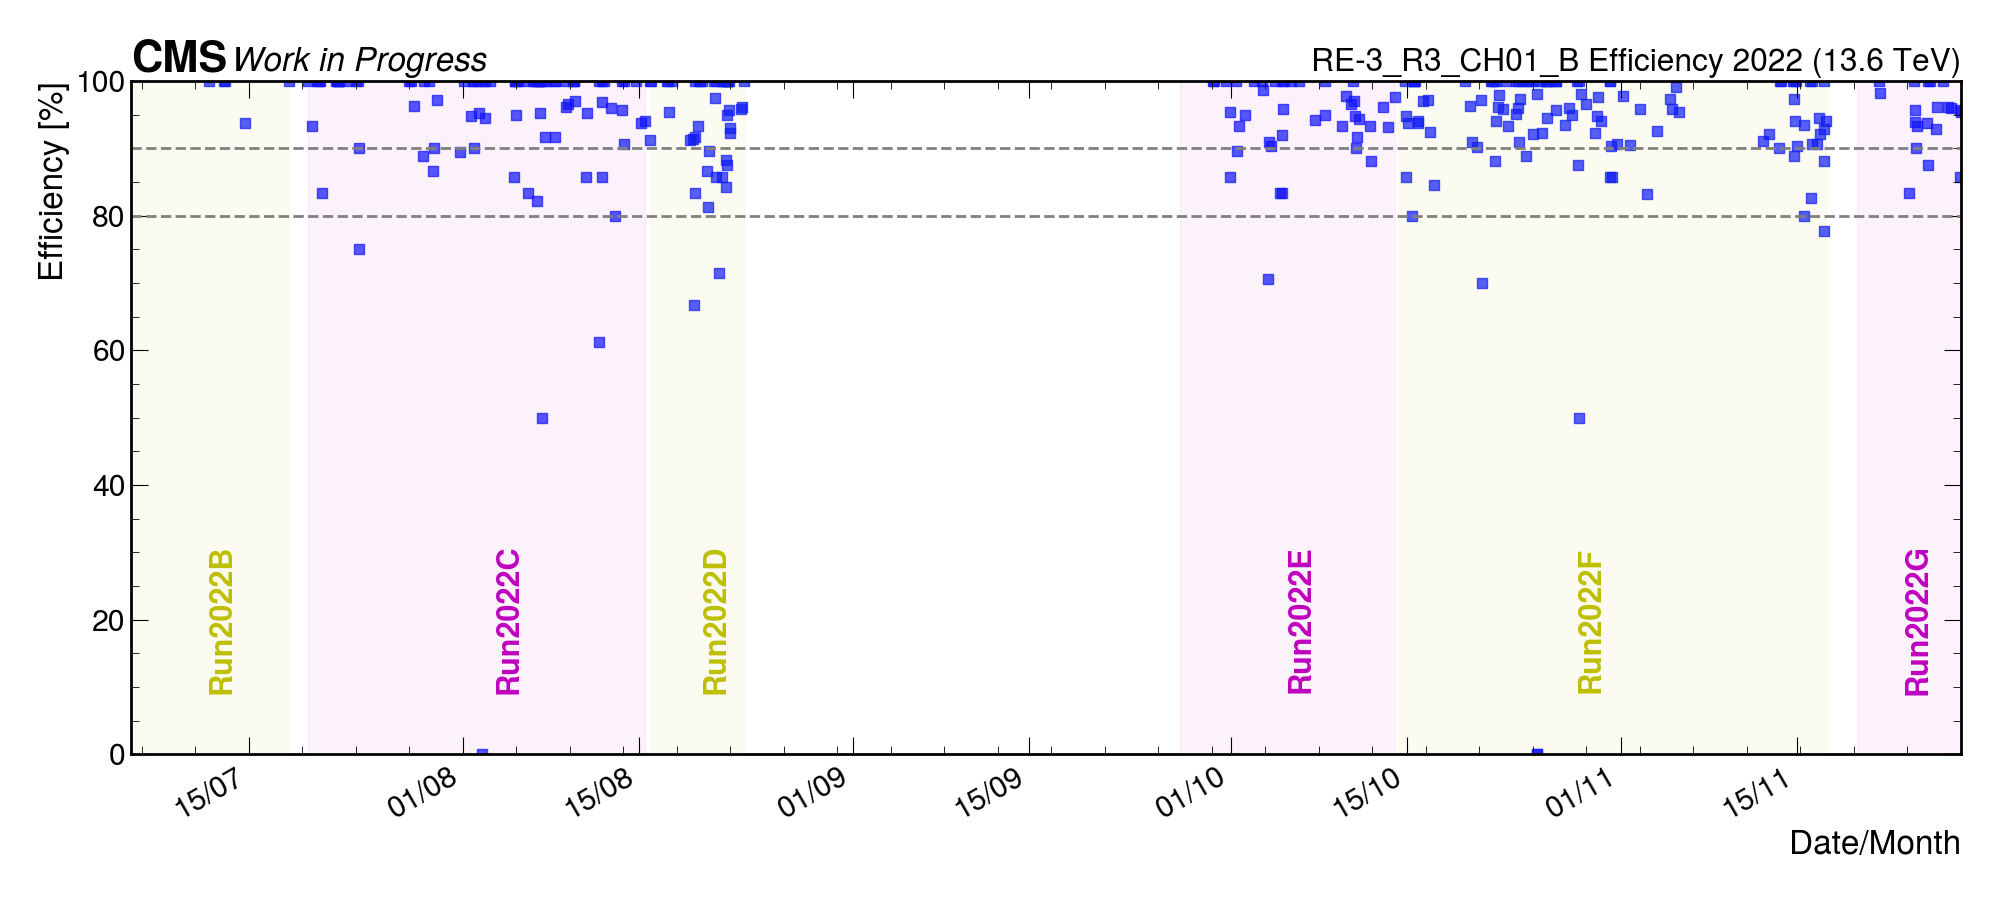 CMS Work in Progress
RE-3_R3_CH01_B Efficiency 2022 (13.6 TeV)
Efficiency [%]
100
80
60
40
20
0
Run2022B
Run2022C
Run2022D
Run2022E
Run2022F
Run2022G
15/07
01/08
15/08
01/09
15/09
01/10
15/10
01/11
15/11
Date/Month